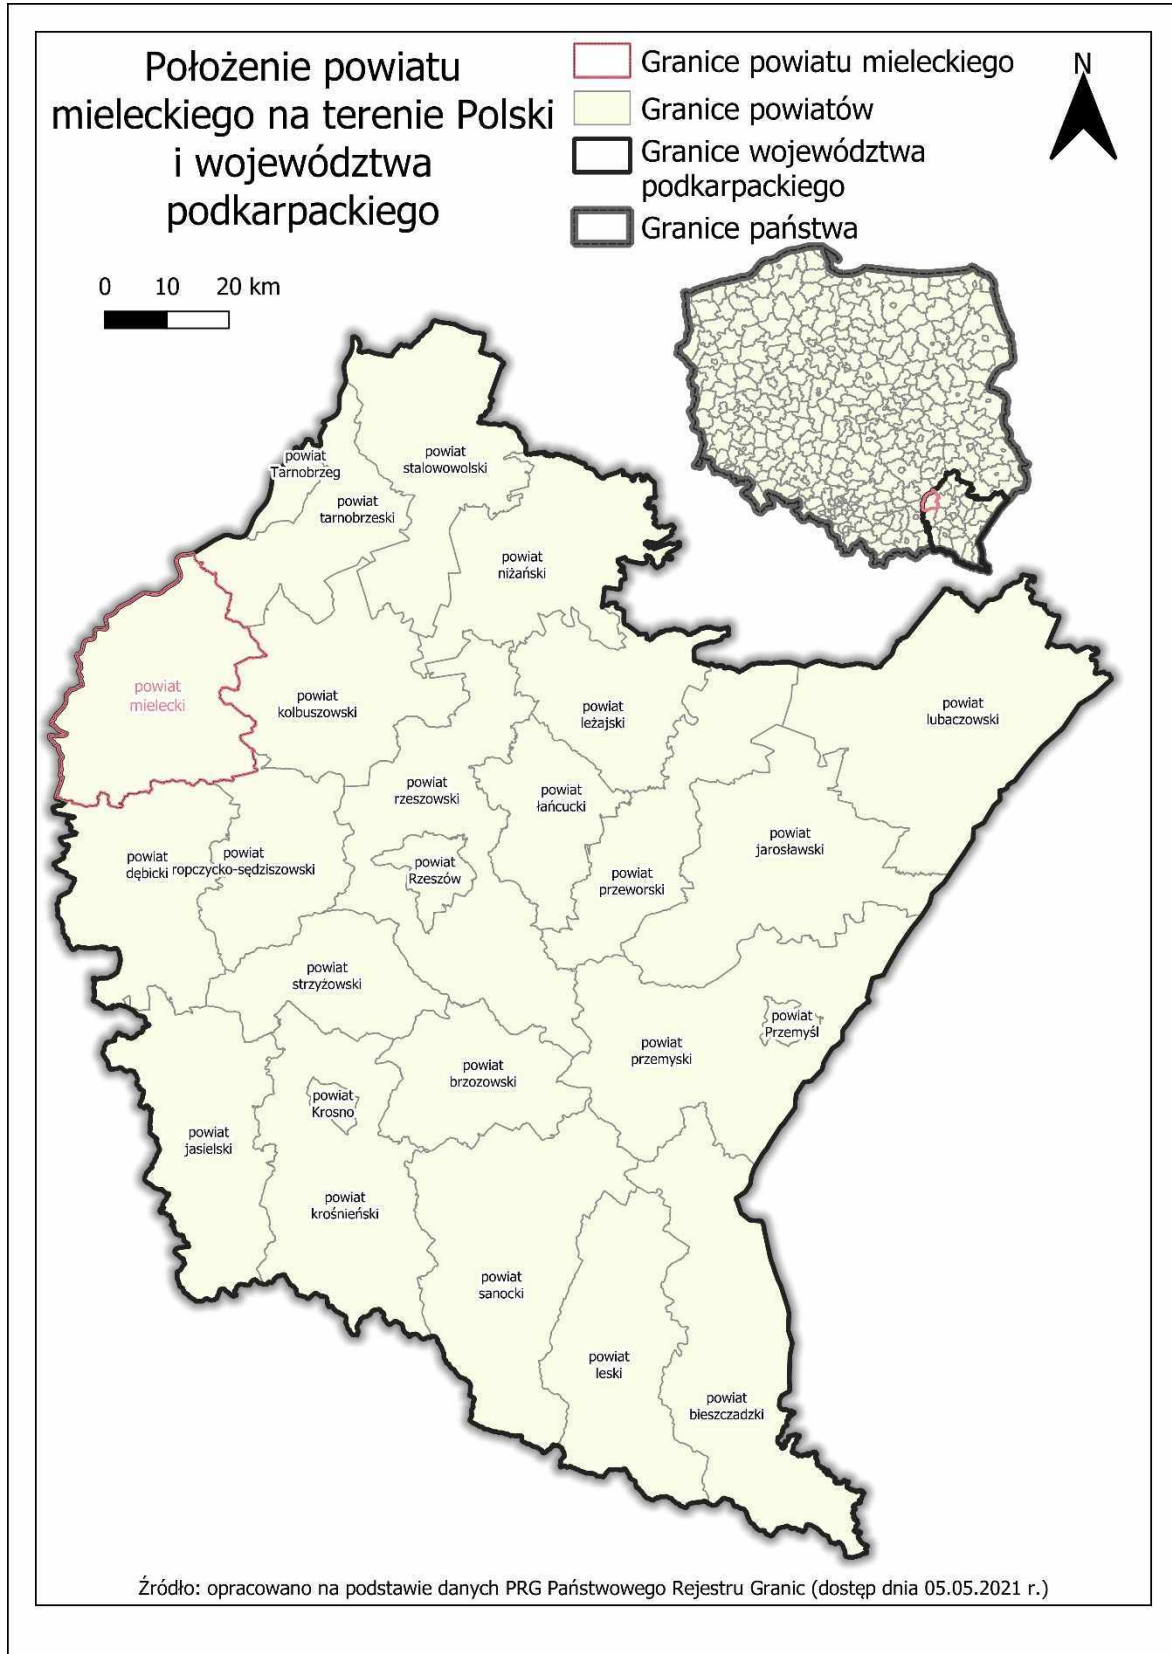 Położenie powiatu
mieleckiego na terenie Polski
i województwa
podkarpackiego
Granice powiatu mieleckiego
Granice powiatów
Granice województwa
podkarpackiego
Granice państwa
N
0 10 20 km
powiat
Tarnobrzeg
powiat
stalowowolski
powiat
tarnobrzeski
powiat
niżański
powiat
mielecki
powiat
kolbuszowski
powiat
leżajski
powiat
lubaczowski
powiat
rzeszowski
powiat
łańcucki
powiat
jarosławski
powiat
dębicki
powiat
ropczycko-sędziszowski
powiat
Rzeszów
powiat
przeworski
powiat
strzyżowski
powiat
Przemyśl
powiat
przemyski
powiat
brzozowski
powiat
Krosno
powiat
jasielski
powiat
krośnieński
powiat
sanocki
powiat
leski
powiat
bieszczadzki
Źródło: opracowano na podstawie danych PRG Państwowego Rejestru Granic (dostęp dnia 05.05.2021 r.)